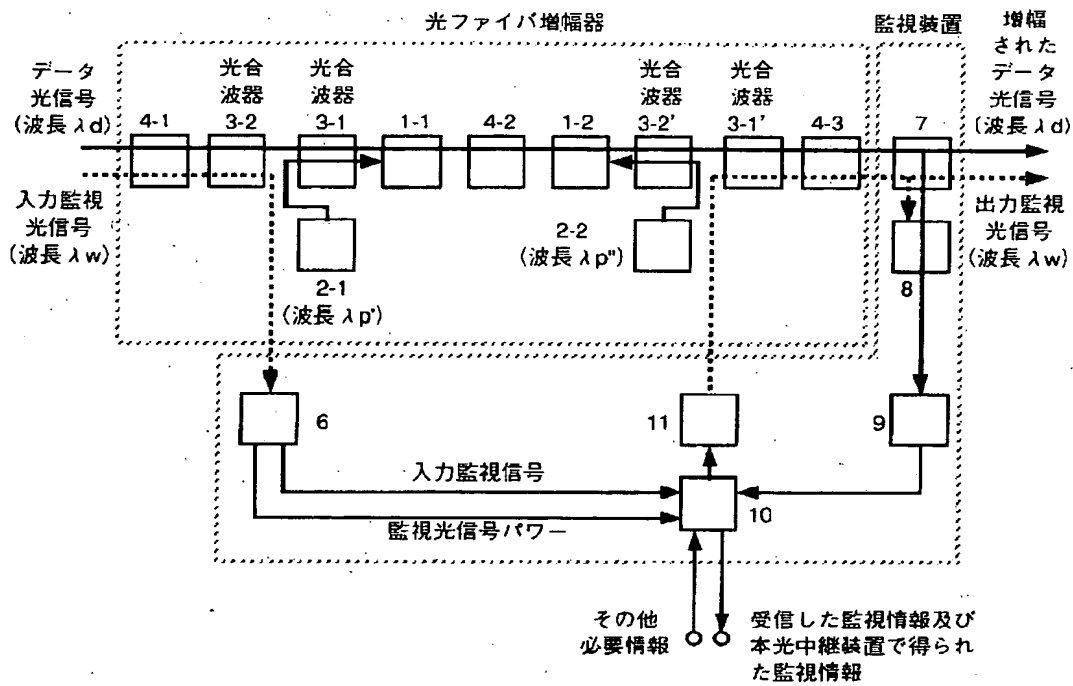 光ファイバ増幅器
監視装置
増幅
された
データ
光信号
(波長 λd)
データ
光信号
(波長 λd)
光合
波器
光合
波器
光合
波器
光合
波器
4-1
3-2
3-1
1-1
4-2
1-2
3-2'
3-1'
4-3
7
入力監視
光信号
(波長 λw)
2-1
(波長 λp')
2-2
(波長 λp")
8
出力監視
光信号
(波長 λw)
6
11
9
入力監視信号
監視光信号パワー
10
その他
必要情報
受信した監視情報及び
本光中継装置で得られ
た監視情報